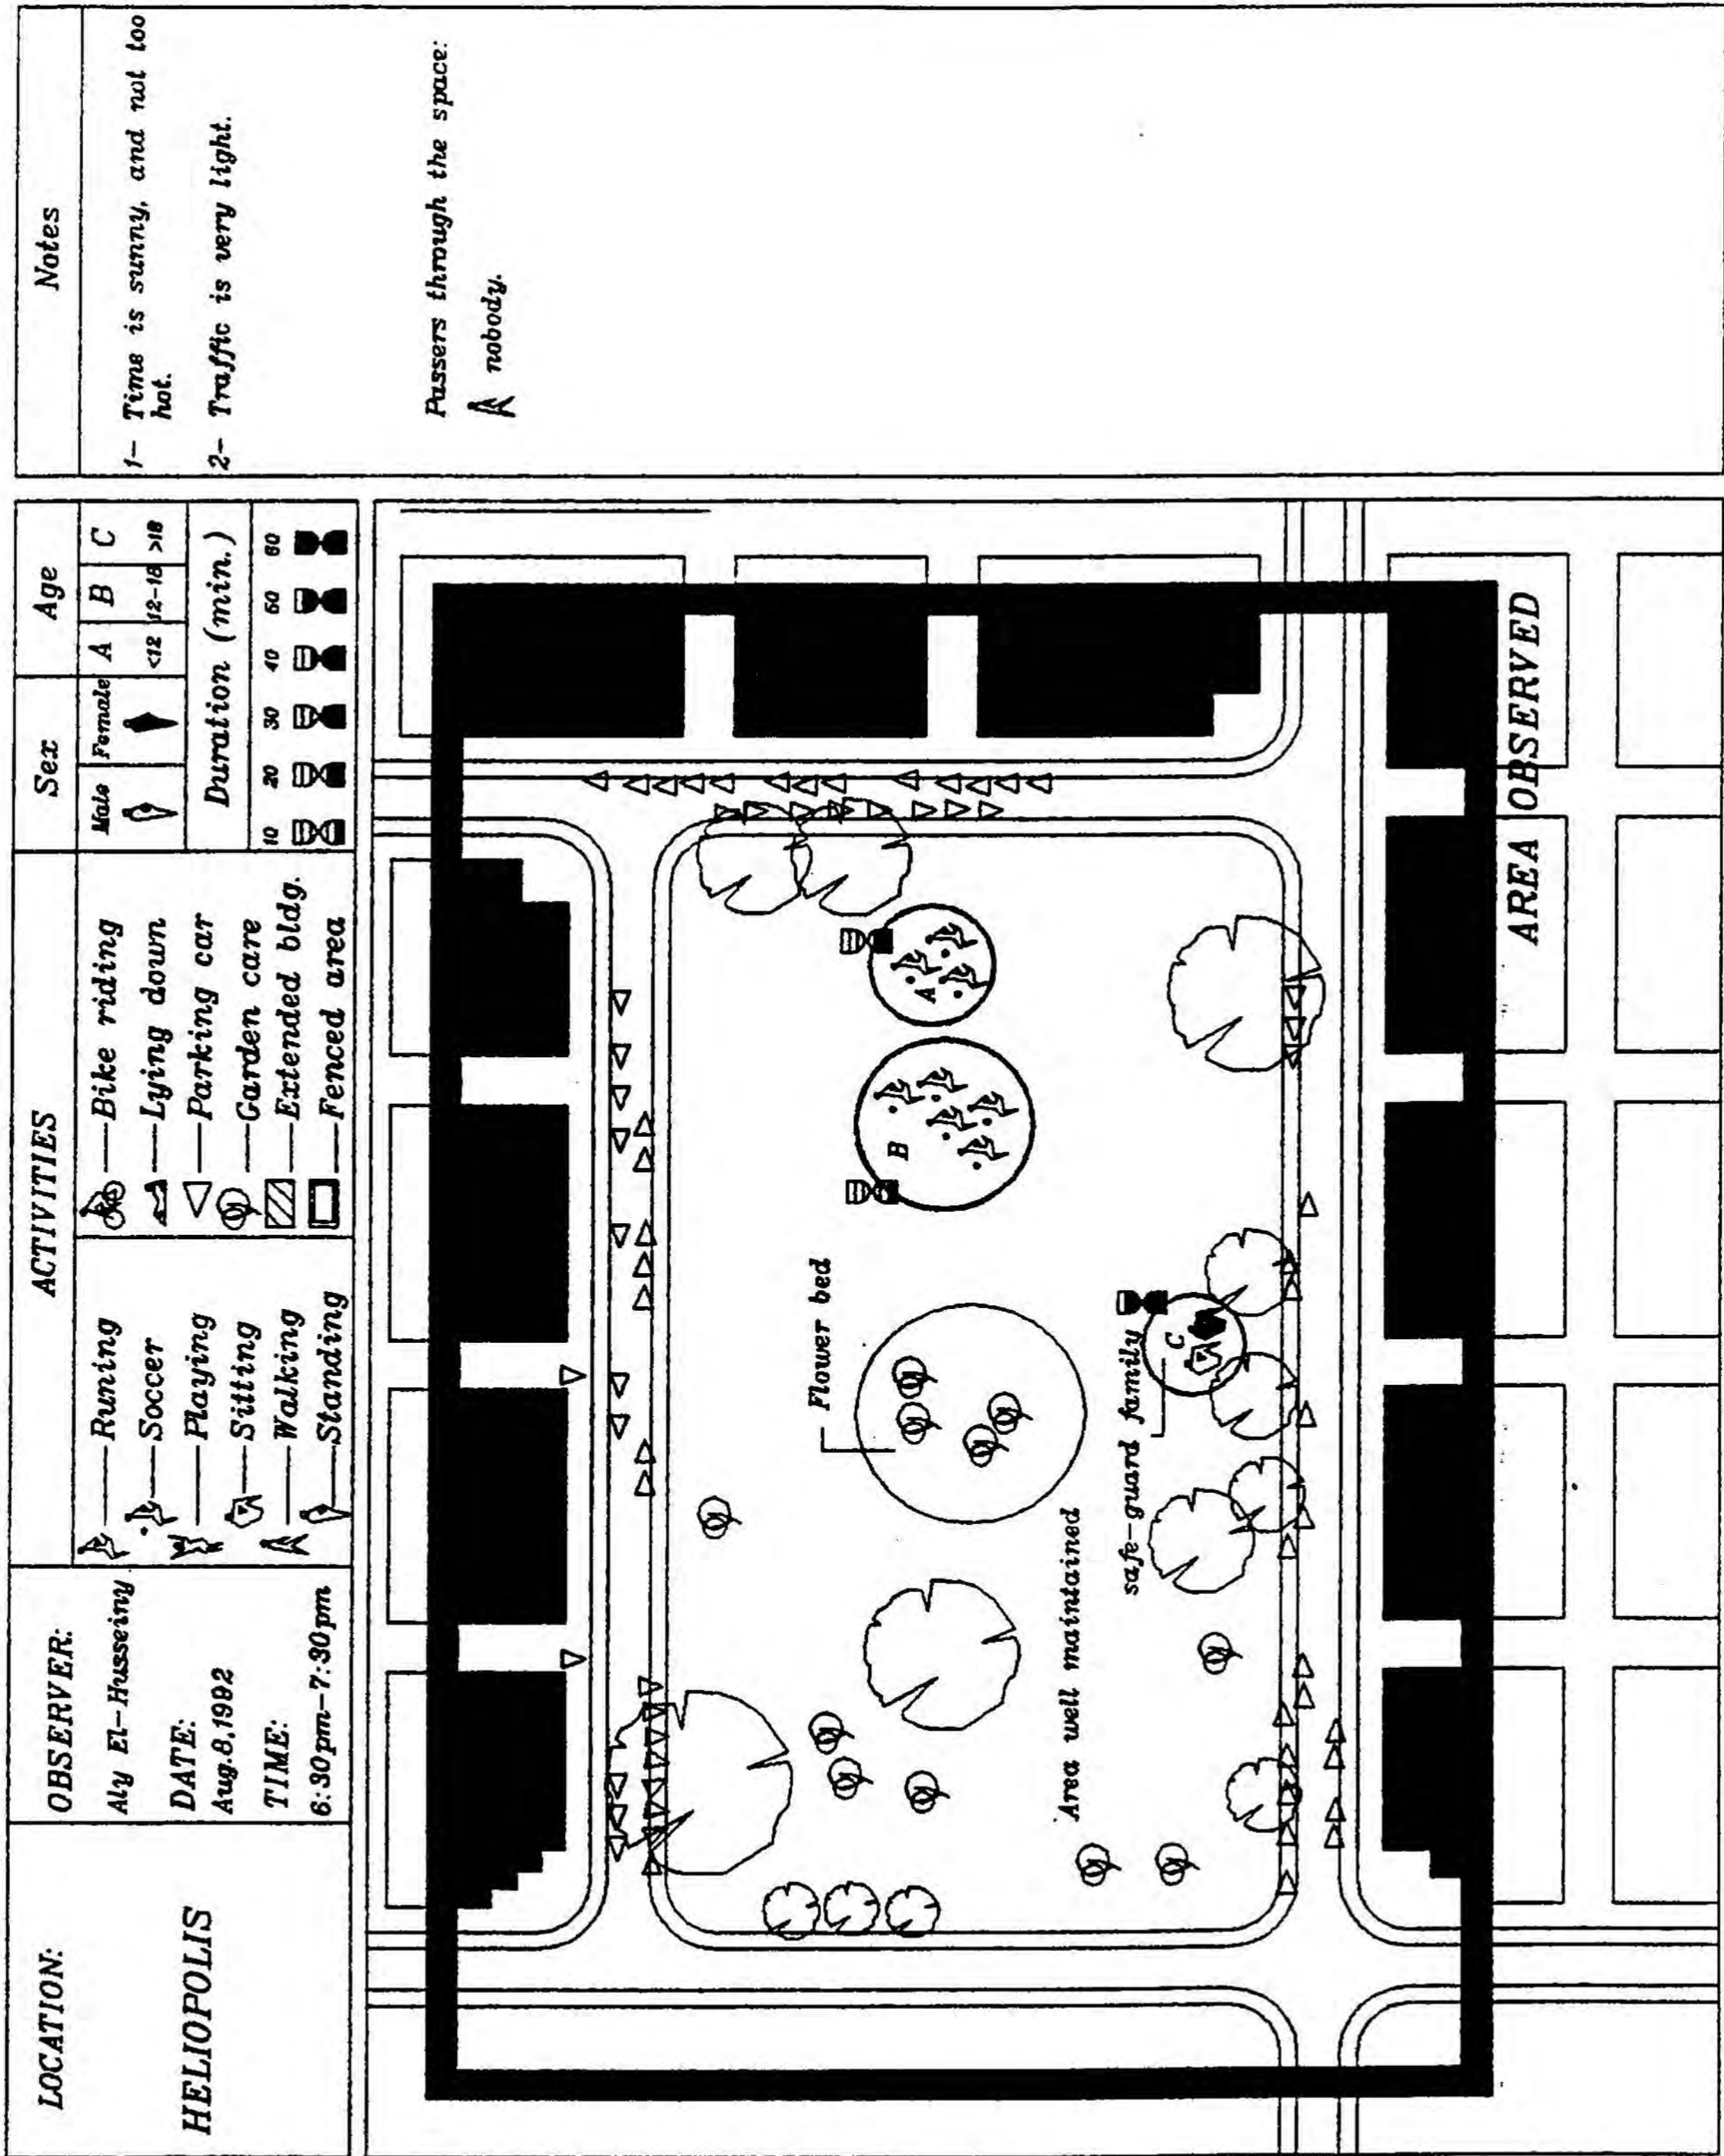 LOCATION:
HELIOPOLIS
OBSERVER:
Aly El-Husseiny
DATE:
Aug.8,1992
TIME:
6:30pm-7:30pm
ACTIVITIES
Runing
Soccer
Playing
Sitting
Walking
Standing
Bike riding
Lying down
Parking car
Garden care
Extended bldg.
Fenced area
Sex
Male Female
Age
A B C
<12 12-18 >18
Duration (min.)
10 20 30 40 50 60
Notes
1- Time is sunny, and not too
hot.
2- Traffic is very light.
Passers through the space:
nobody.
Flower bed
A
B
C
safe-guard family
Area well maintained
AREA OBSERVED